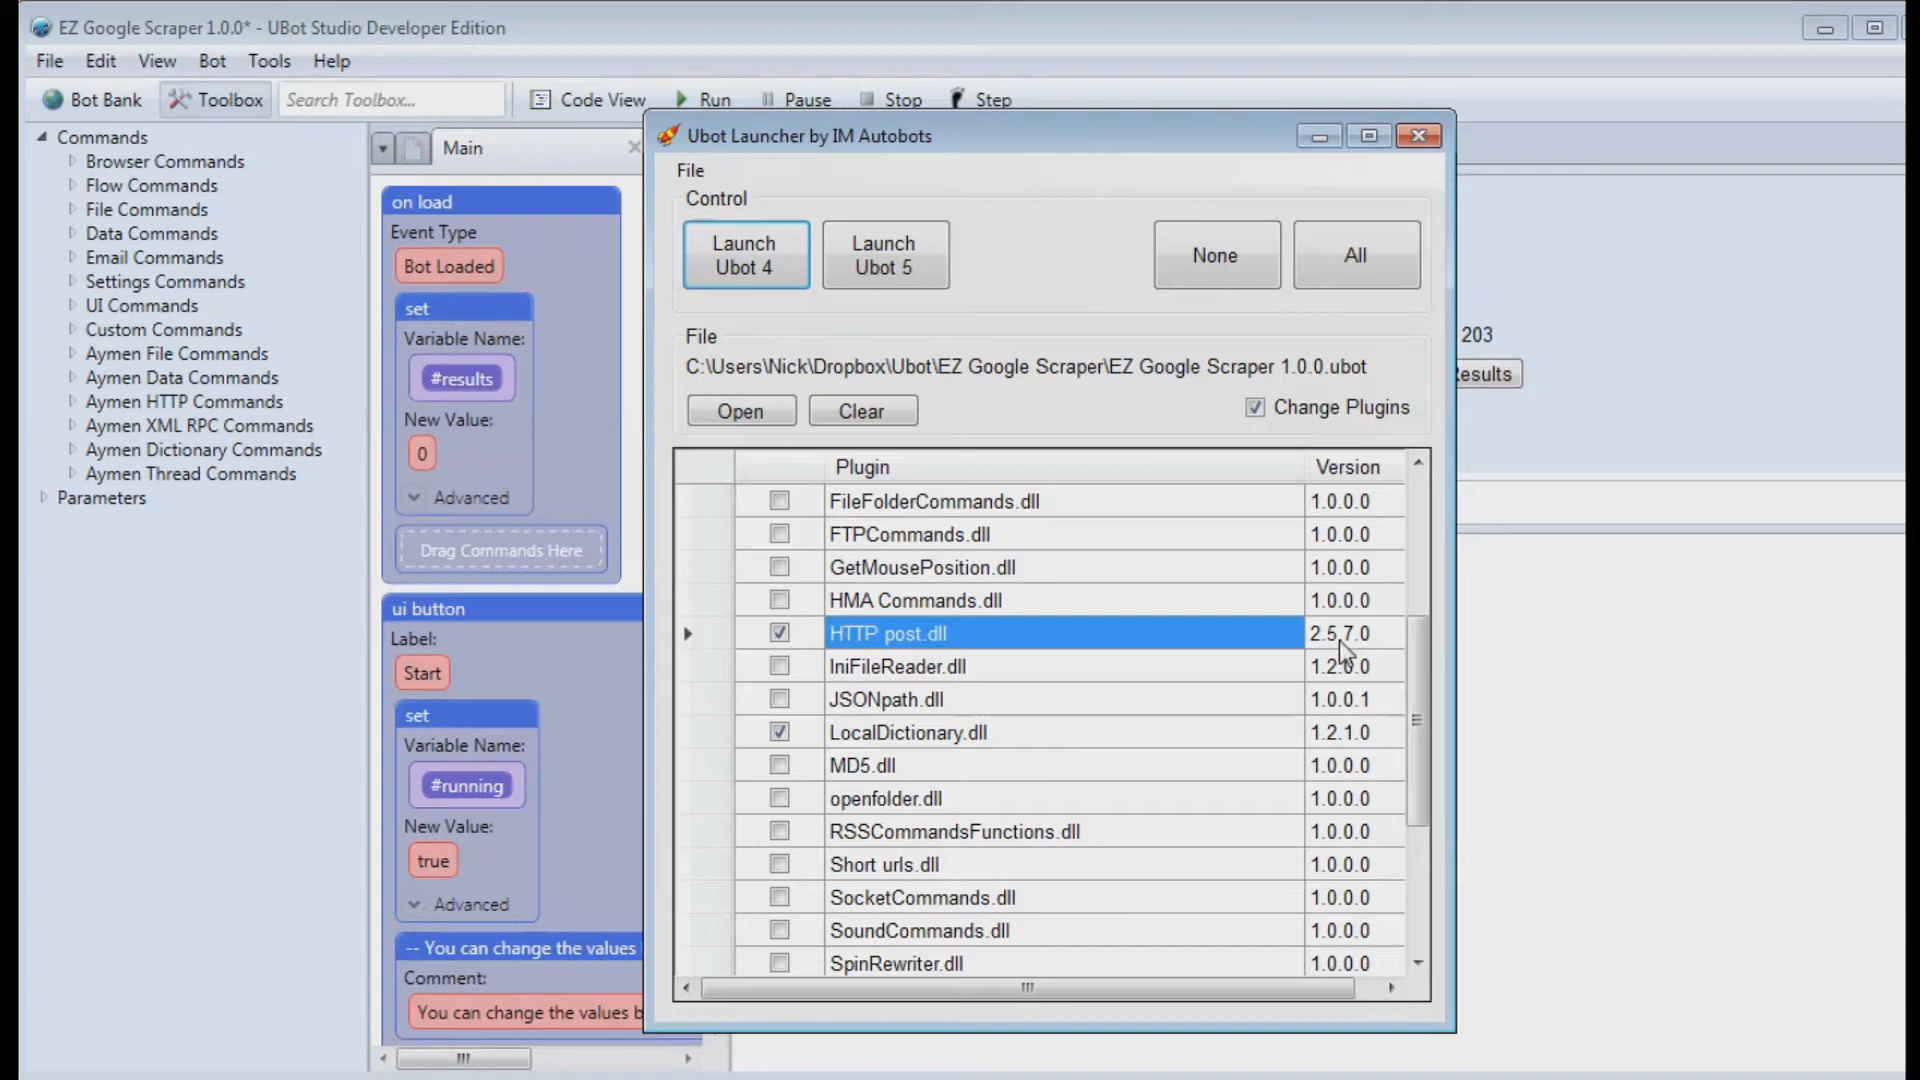 EZ Google Scraper 1.0.0* - UBot Studio Developer Edition
File Edit View Bot Tools Help
Bot Bank Toolbox Search Toolbox... Code View Run Pause Stop Step
Commands
Browser Commands
Flow Commands
File Commands
Data Commands
Email Commands
Settings Commands
UI Commands
Custom Commands
Aymen File Commands
Aymen Data Commands
Aymen HTTP Commands
Aymen XML RPC Commands
Aymen Dictionary Commands
Aymen Thread Commands
Parameters
Main
on load
Event Type
Bot Loaded
set
Variable Name:
#results
New Value:
0
Advanced
Drag Commands Here
ui button
Label:
Start
set
Variable Name:
#running
New Value:
true
Advanced
-- You can change the values
Comment:
You can change the values b
Ubot Launcher by IM Autobots
File
Control
Launch Ubot 4
Launch Ubot 5
None
All
File
C:\Users\Nick\Dropbox\Ubot\EZ Google Scraper\EZ Google Scraper 1.0.0.ubot
Open Clear Change Plugins
Plugin Version
FileFolderCommands.dll 1.0.0.0
FTPCommands.dll 1.0.0.0
GetMousePosition.dll 1.0.0.0
HMA Commands.dll 1.0.0.0
HTTP post.dll 2.5.7.0
IniFileReader.dll 1.2.0.0
JSONpath.dll 1.0.0.1
LocalDictionary.dll 1.2.1.0
MD5.dll 1.0.0.0
openfolder.dll 1.0.0.0
RSSCommandsFunctions.dll 1.0.0.0
Short urls.dll 1.0.0.0
SocketCommands.dll 1.0.0.0
SoundCommands.dll 1.0.0.0
SpinRewriter.dll 1.0.0.0
203
Results